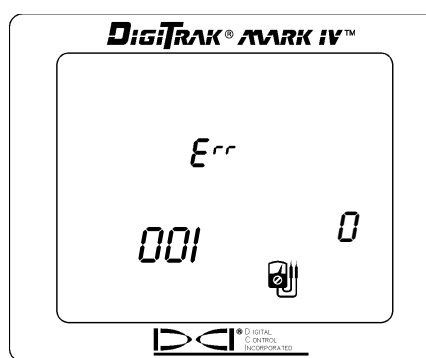 DIGITRAK® MARK IV™
Err
001
0
® DIGITAL
CONTROL
INCORPORATED